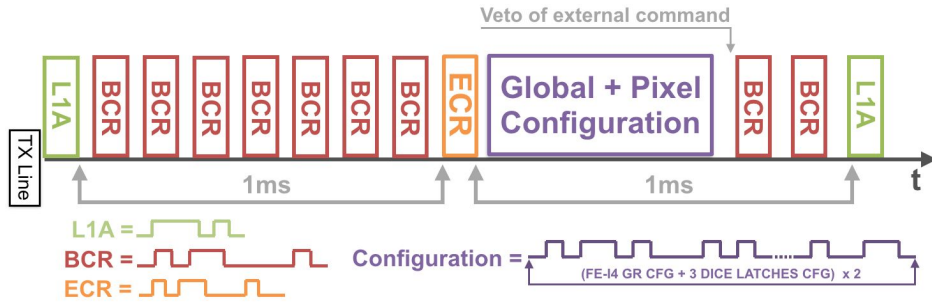 Veto of external command
L1A
BCR
BCR
BCR
BCR
BCR
BCR
BCR
ECR
Global + Pixel
Configuration
BCR
BCR
L1A
TX Line
t
1ms
1ms
L1A =
BCR =
ECR =
Configuration =
(FE-I4 GR CFG + 3 DICE LATCHES CFG) x 2